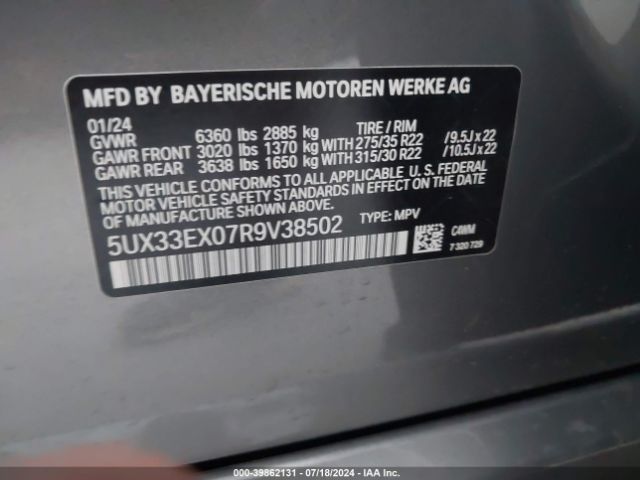 MFD BY BAYERISCHE MOTOREN WERKE AG
01/24 TIRE / RIM
GVWR 6360 lbs 2885 kg
GAWR FRONT 3020 lbs 1370 kg WITH 275/35 R22 /9.5J x 22
GAWR REAR 3638 lbs 1650 kg WITH 315/30 R22 /10.5J x 22
THIS VEHICLE CONFORMS TO ALL APPLICABLE U. S. FEDERAL
MOTOR VEHICLE SAFETY STANDARDS IN EFFECT ON THE
DATE OF MANUFACTURE SHOWN ABOVE.
5UX33EX07R9V38502 TYPE: MPV
C4WM
7 320 729
000-39862131 - 07/18/2024 - IAA Inc.